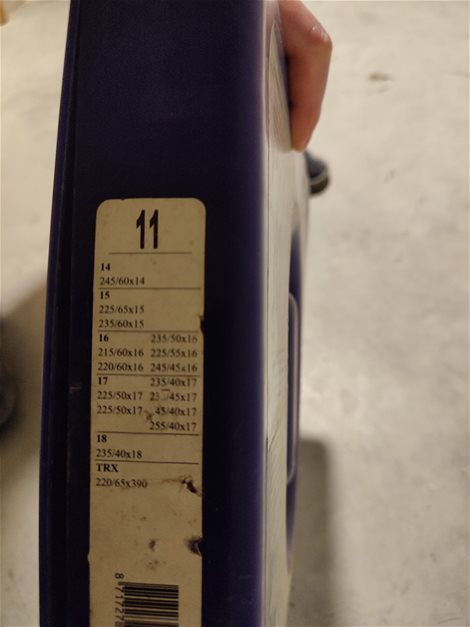 11
14
245/60x14
15
225/65x15
235/60x15
16 235/50x16
215/60x16 225/55x16
220/60x16 245/45x16
17 235/40x17
225/50x17
225/50x17
255/40x17
18
235/40x18
TRX
220/65x390